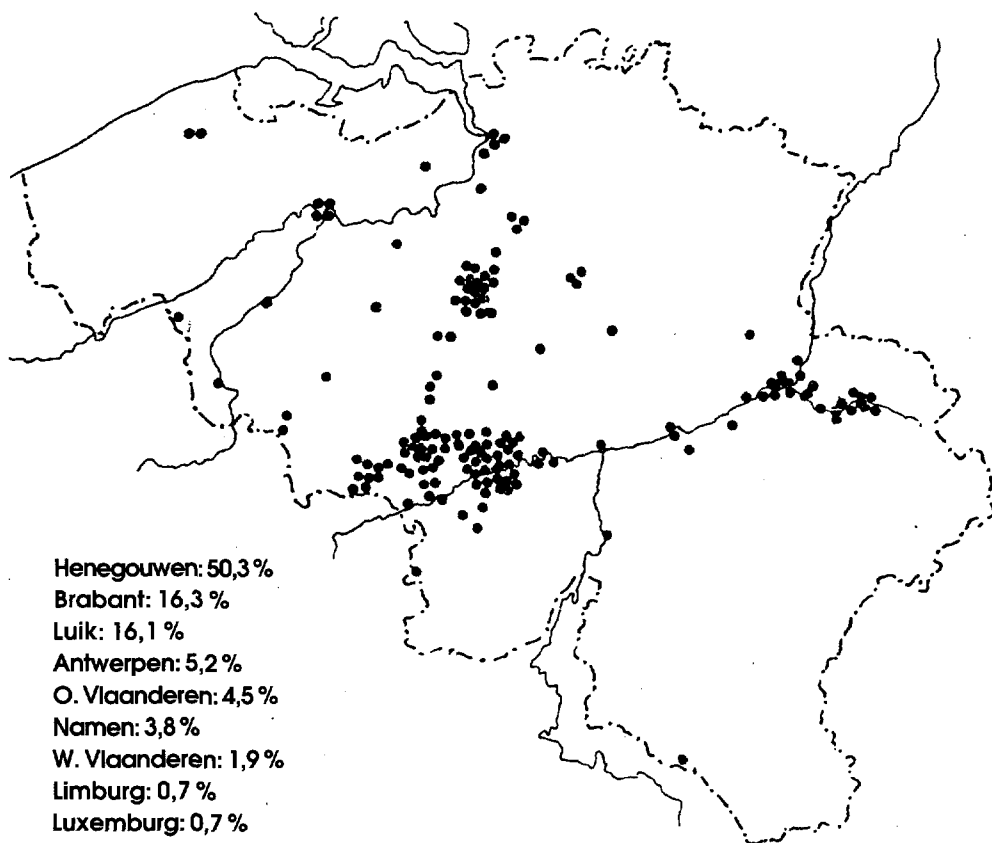 Henegouwen: 50,3 %
Brabant: 16,3 %
Luik: 16,1 %
Antwerpen: 5,2 %
O. Vlaanderen: 4,5 %
Namen: 3,8 %
W. Vlaanderen: 1,9 %
Limburg: 0,7 %
Luxemburg: 0,7 %